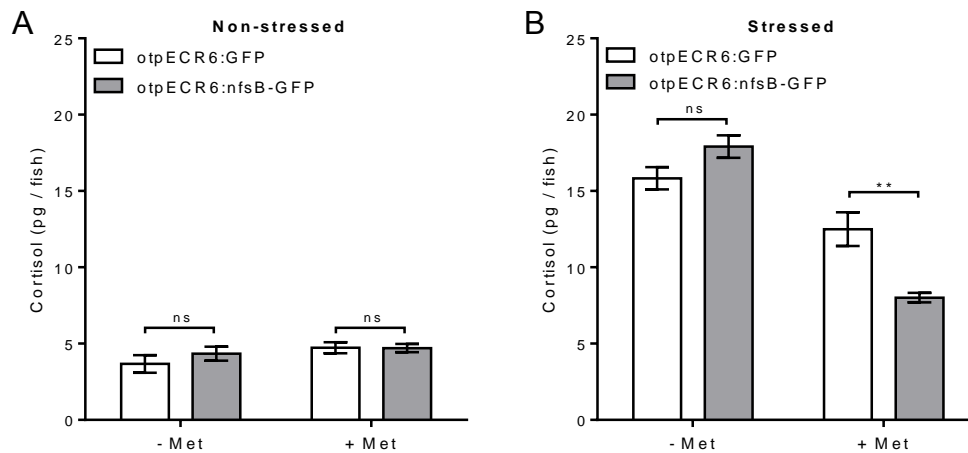 A
Non-stressed
25
20
15
10
5
0
Cortisol (pg / fish)
otpECR6:GFP
otpECR6:nfsB-GFP
ns
ns
- Met
+ Met
B
Stressed
25
20
15
10
5
0
Cortisol (pg / fish)
otpECR6:GFP
otpECR6:nfsB-GFP
ns
**
- Met
+ Met